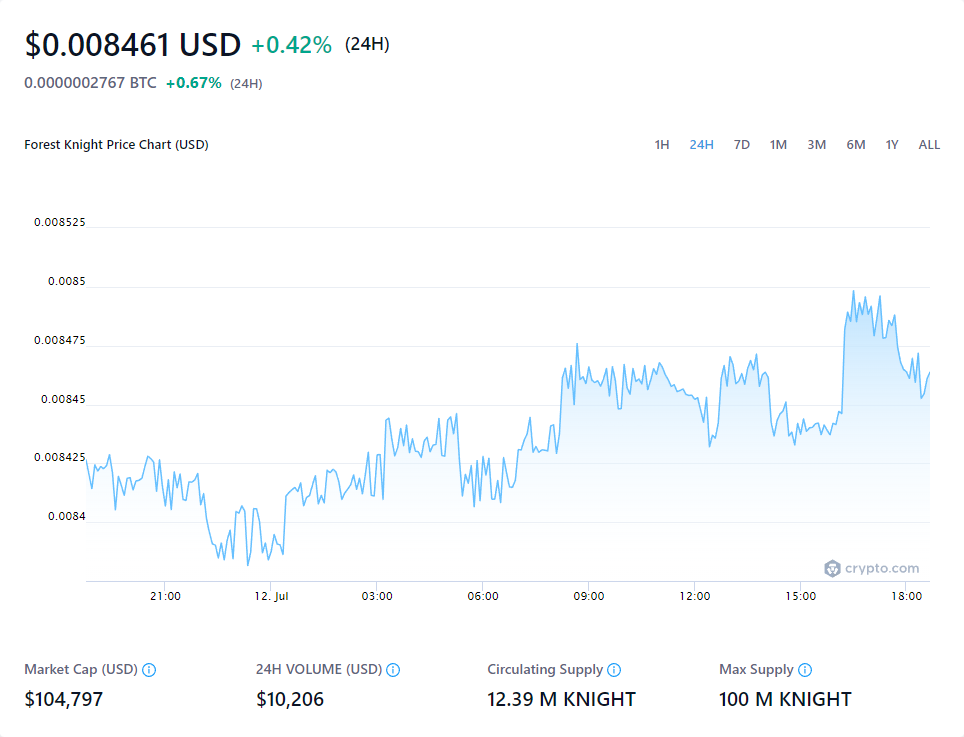 $0.008461 USD +0.42% (24H)
0.0000002767 BTC +0.67% (24H)
Forest Knight Price Chart (USD) 1H 24H 7D 1M 3M 6M 1Y ALL
0.008525
0.0085
0.008475
0.00845
0.008425
0.0084
crypto.com
21:00 12. Jul 03:00 06:00 09:00 12:00 15:00 18:00
Market Cap (USD) 24H VOLUME (USD) Circulating Supply Max Supply
$104,797 $10,206 12.39 M KNIGHT 100 M KNIGHT